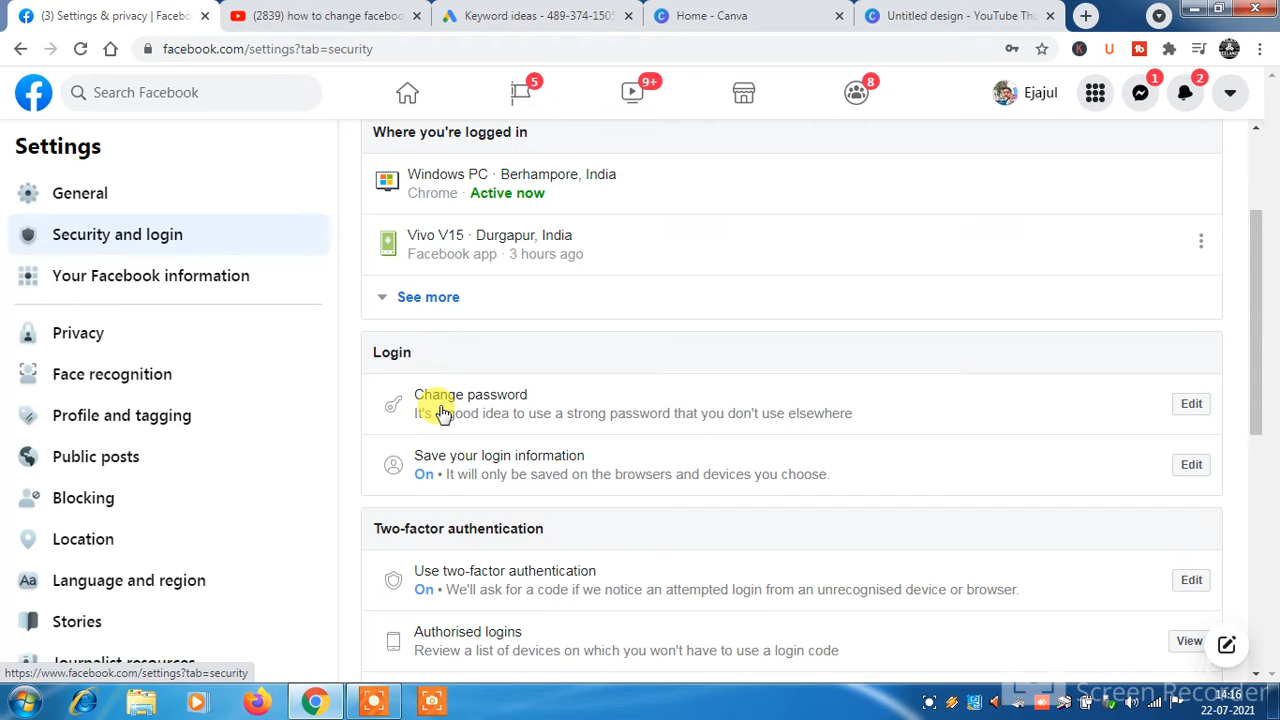 (3) Settings & privacy | Facebo
(2839) how to change faceboo
Keyword ideas
Home - Canva
Untitled design - YouTube Th
facebook.com/settings?tab=security
Search Facebook
5
9+
8
Ejajul
1
2
Settings
General
Security and login
Your Facebook information
Privacy
Face recognition
Profile and tagging
Public posts
Blocking
Location
Aa Language and region
Stories
Journalist resources
Where you're logged in
Windows PC · Berhampore, India
Chrome · Active now
Vivo V15 · Durgapur, India
Facebook app · 3 hours ago
See more
Login
Change password
It's good idea to use a strong password that you don't use elsewhere
Edit
Save your login information
On • It will only be saved on the browsers and devices you choose.
Edit
Two-factor authentication
Use two-factor authentication
On • We'll ask for a code if we notice an attempted login from an unrecognised device or browser.
Edit
Authorised logins
Review a list of devices on which you won't have to use a login code
View
https://www.facebook.com/settings?tab=security
Screen Recorder
14:16
22-07-2021